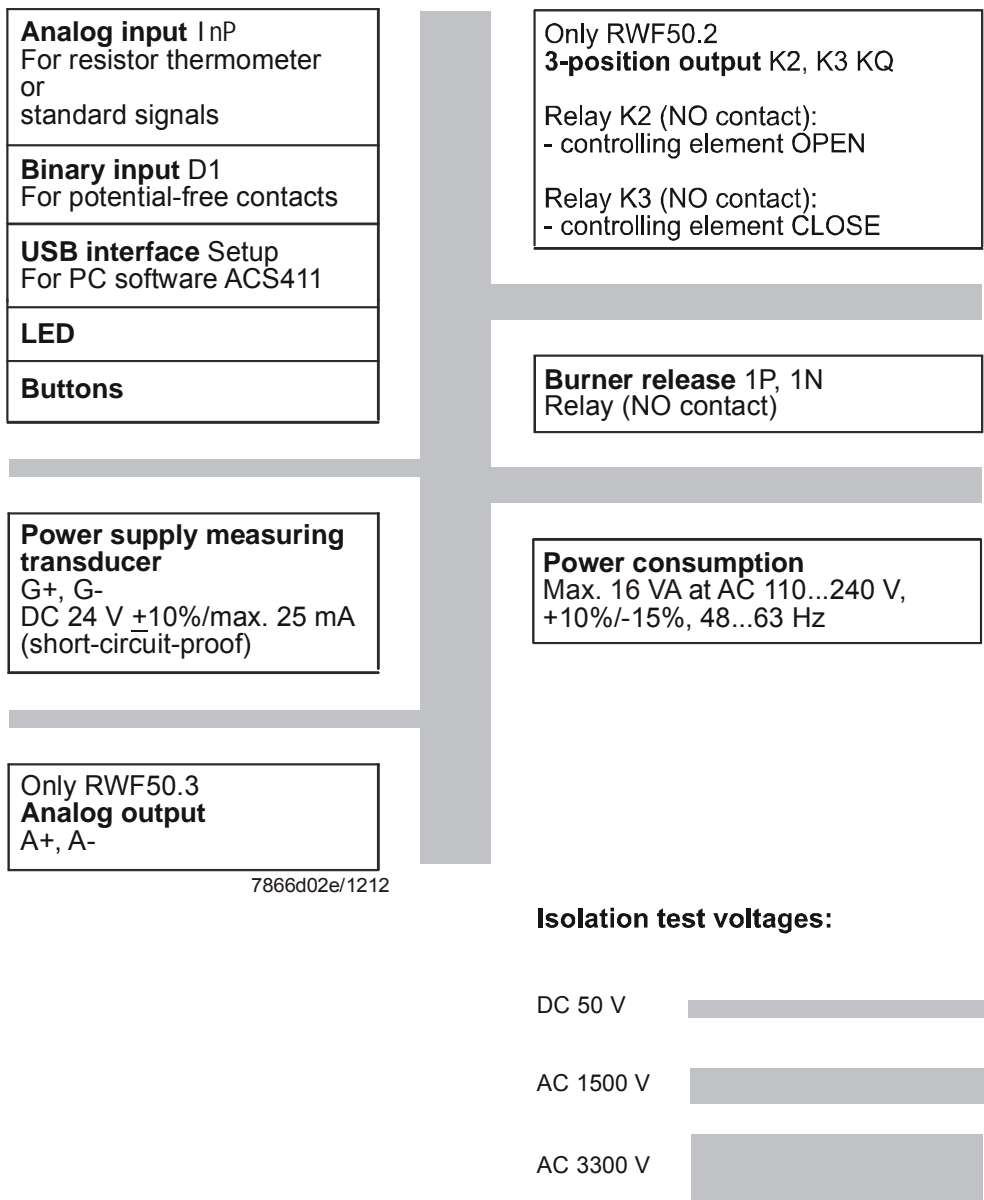 Analog input InP
For resistor thermometer
or
standard signals
Binary input D1
For potential-free contacts
USB interface Setup
For PC software ACS411
LED
Buttons
Power supply measuring
transducer
G+, G-
DC 24 V ±10%/max. 25 mA
(short-circuit-proof)
Only RWF50.3
Analog output
A+, A-
7866d02e/1212
Only RWF50.2
3-position output K2, K3 KQ
Relay K2 (NO contact):
- controlling element OPEN
Relay K3 (NO contact):
- controlling element CLOSE
Burner release 1P, 1N
Relay (NO contact)
Power consumption
Max. 16 VA at AC 110...240 V,
+10%/-15%, 48...63 Hz
Isolation test voltages:
DC 50 V
AC 1500 V
AC 3300 V